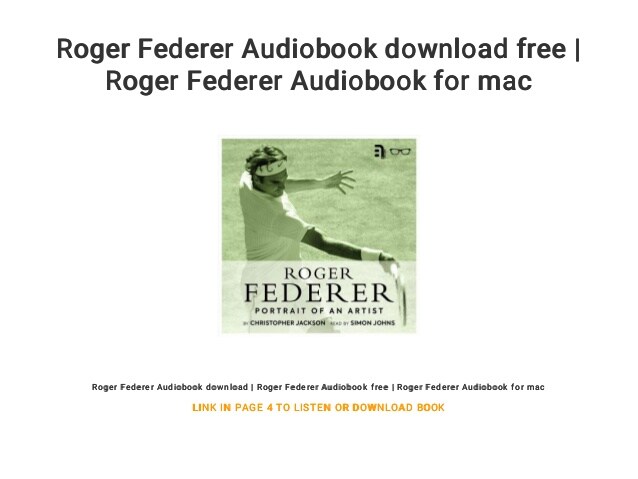 Roger Federer Audiobook download free |
Roger Federer Audiobook for mac
ROGER
FEDERER
PORTRAIT OF AN ARTIST
BY CHRISTOPHER JACKSON READ BY SIMON JOHNS
Roger Federer Audiobook download | Roger Federer Audiobook free | Roger Federer Audiobook for mac
LINK IN PAGE 4 TO LISTEN OR DOWNLOAD BOOK